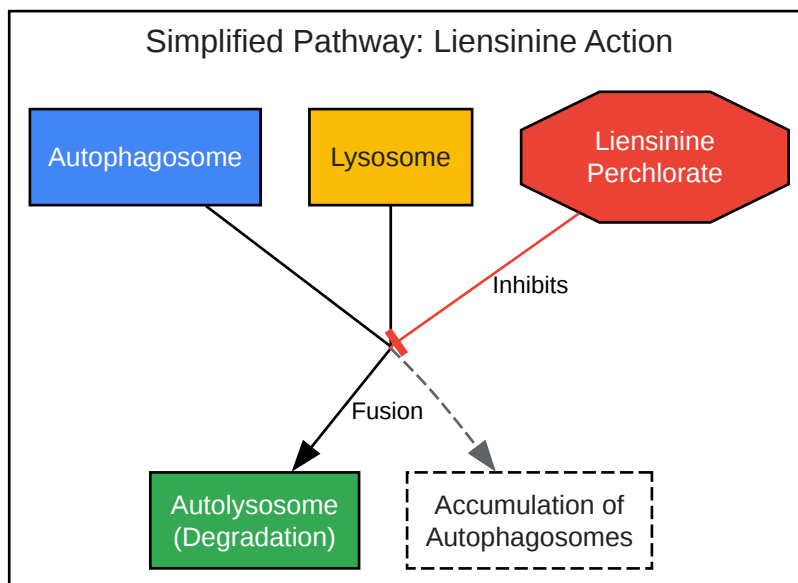 Simplified Pathway: Liensinine Action
Autophagosome
Lysosome
Liensinine
Perchlorate
Inhibits
Fusion
Autolysosome
(Degradation)
Accumulation of
Autophagosomes